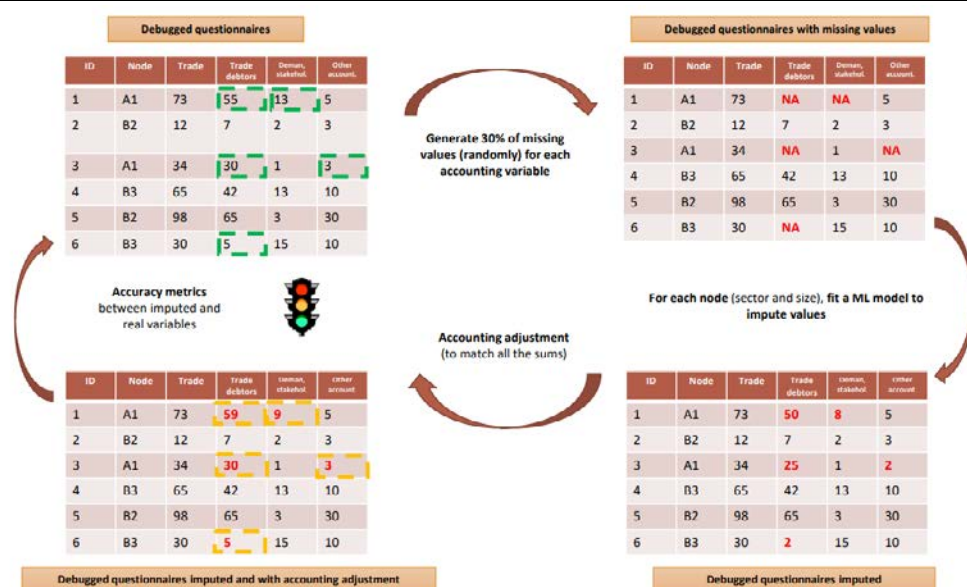 Debugged questionnaires
ID Node Trade Trade debtors Deman, stakehol. Other account.
1 A1 73 55 13 5
2 B2 12 7 2 3
3 A1 34 30 1 3
4 B3 65 42 13 10
5 B2 98 65 3 30
6 B3 30 5 15 10
Generate 30% of missing
values (randomly) for each
accounting variable
Debugged questionnaires with missing values
ID Node Trade Trade debtors Deman, stakehol. Other account.
1 A1 73 NA NA 5
2 B2 12 7 2 3
3 A1 34 NA 1 NA
4 B3 65 42 13 10
5 B2 98 65 3 30
6 B3 30 NA 15 10
Accuracy metrics
between imputed and
real variables
For each node (sector and size), fit a ML model to
impute values
Accounting adjustment
(to match all the sums)
ID Node Trade Trade debtors Deman, stakehol Other account
1 A1 73 59 9 5
2 B2 12 7 2 3
3 A1 34 30 1 3
4 B3 65 42 13 10
5 B2 98 65 3 30
6 B3 30 5 15 10
Debugged questionnaires imputed and with accounting adjustment
ID Node Trade Trade debtors Deman, stakehol Other account
1 A1 73 50 8 5
2 B2 12 7 2 3
3 A1 34 25 1 2
4 B3 65 42 13 10
5 B2 98 65 3 30
6 B3 30 2 15 10
Debugged questionnaires imputed